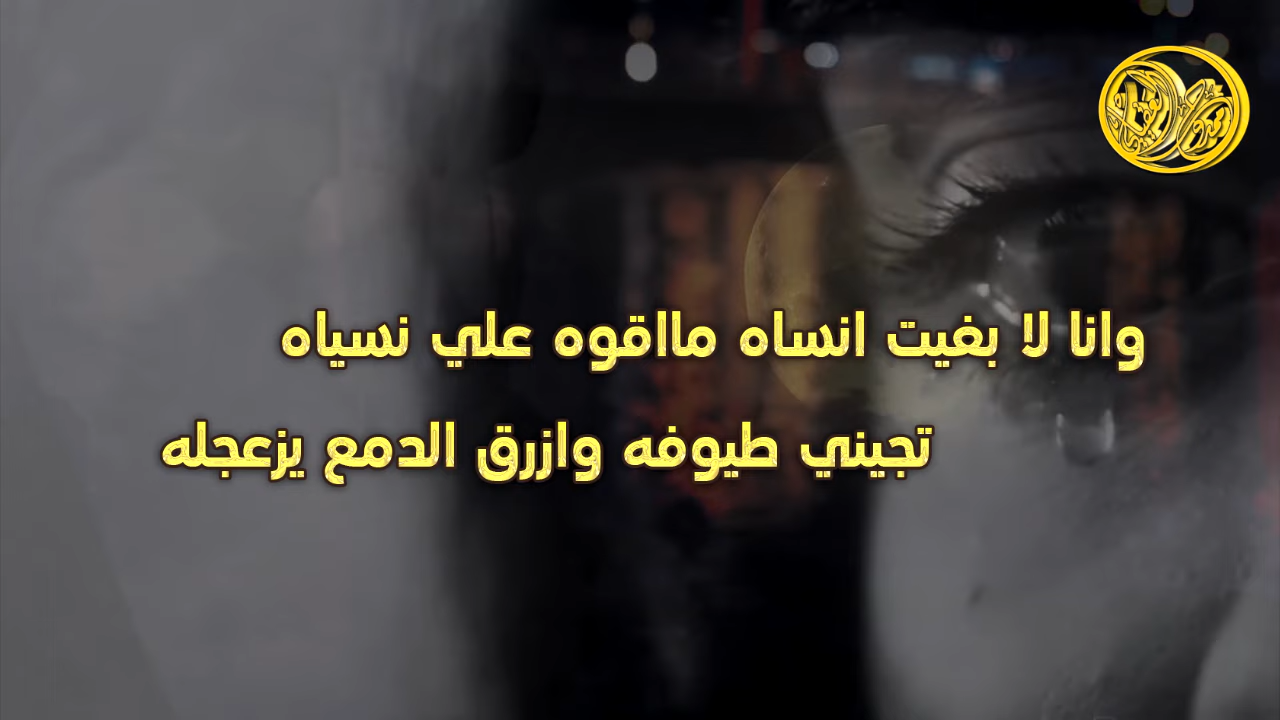 وانا لا بغيت انساه مااقوه علي نسياه
تجيني طيوفه وازرق الدمع يزعجله